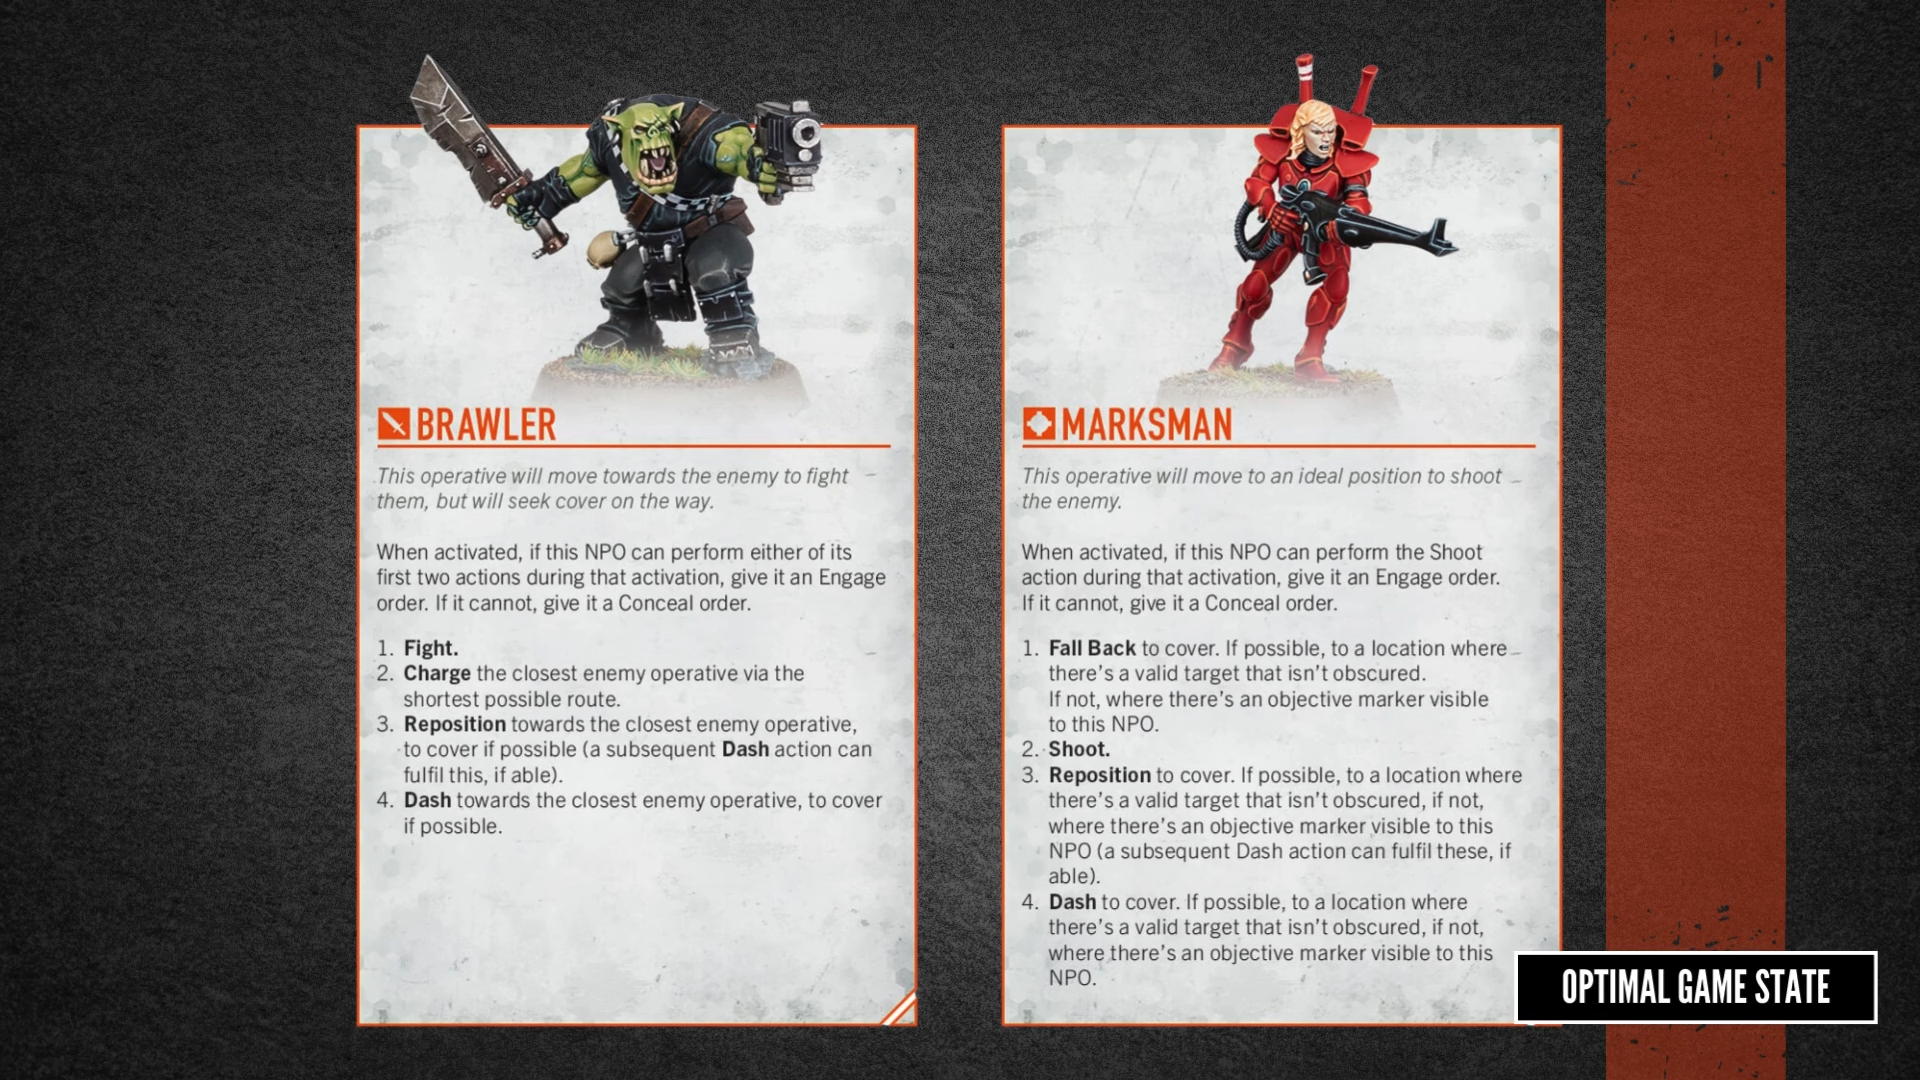 BRAWLER
This operative will move towards the enemy to fight
them, but will seek cover on the way.
When activated, if this NPO can perform either of its
first two actions during that activation, give it an Engage
order. If it cannot, give it a Conceal order.
1. Fight.
2. Charge the closest enemy operative via the
shortest possible route.
3. Reposition towards the closest enemy operative,
to cover if possible (a subsequent Dash action can
fulfil this, if able).
4. Dash towards the closest enemy operative, to cover
if possible.
MARKSMAN
This operative will move to an ideal position to shoot
the enemy.
When activated, if this NPO can perform the Shoot
action during that activation, give it an Engage order.
If it cannot, give it a Conceal order.
1. Fall Back to cover. If possible, to a location where
there's a valid target that isn't obscured.
If not, where there's an objective marker visible
to this NPO.
2. Shoot.
3. Reposition to cover. If possible, to a location where
there's a valid target that isn't obscured, if not,
where there's an objective marker visible to this
NPO (a subsequent Dash action can fulfil these, if
able).
4. Dash to cover. If possible, to a location where
there's a valid target that isn't obscured, if not,
where there's an objective marker visible to this
NPO.
OPTIMAL GAME STATE